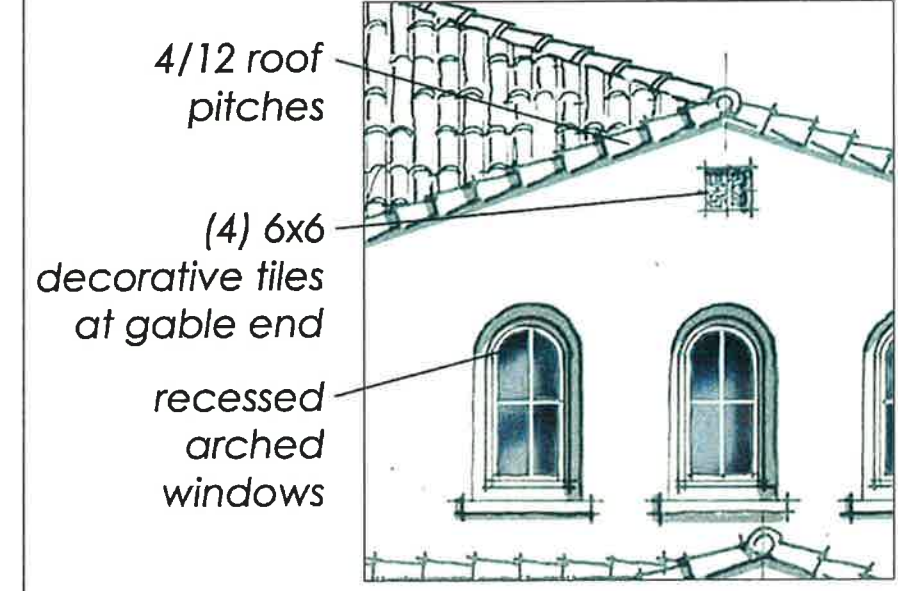 4/12 roof
pitches
(4) 6x6
decorative tiles
at gable end
recessed
arched
windows